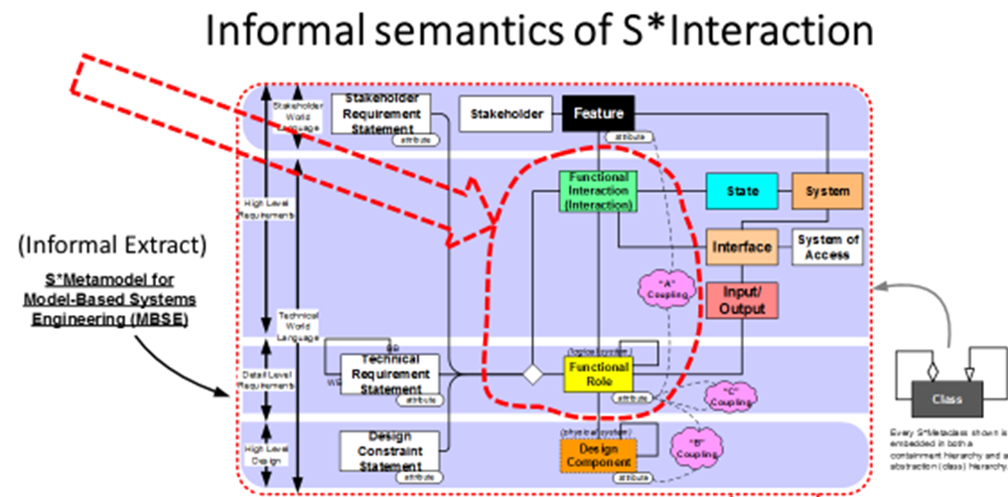 Informal semantics of S*Interaction
(Informal Extract)
S*Metamodel for
Model-Based Systems
Engineering (MBSE)
Stakeholder
World
Language
High Level
Requirements
Technical
World
Language
Detail Level
Requirements
High Level
Design
Stakeholder
Requirement
Statement
attribute
Stakeholder
Feature
attribute
Functional
Interaction
(Interaction)
State
System
Interface
System of
Access
"A"
Coupling
Input/
Output
BB
WB
Technical
Requirement
Statement
attribute
(logical system)
Functional
Role
attribute
"C"
Coupling
Design
Constraint
Statement
attribute
(physical system)
Design
Component
attribute
"B"
Coupling
Class
Every S*Metaclass shown is
embedded in both a
containment hierarchy and a
abstraction (class) hierarchy.